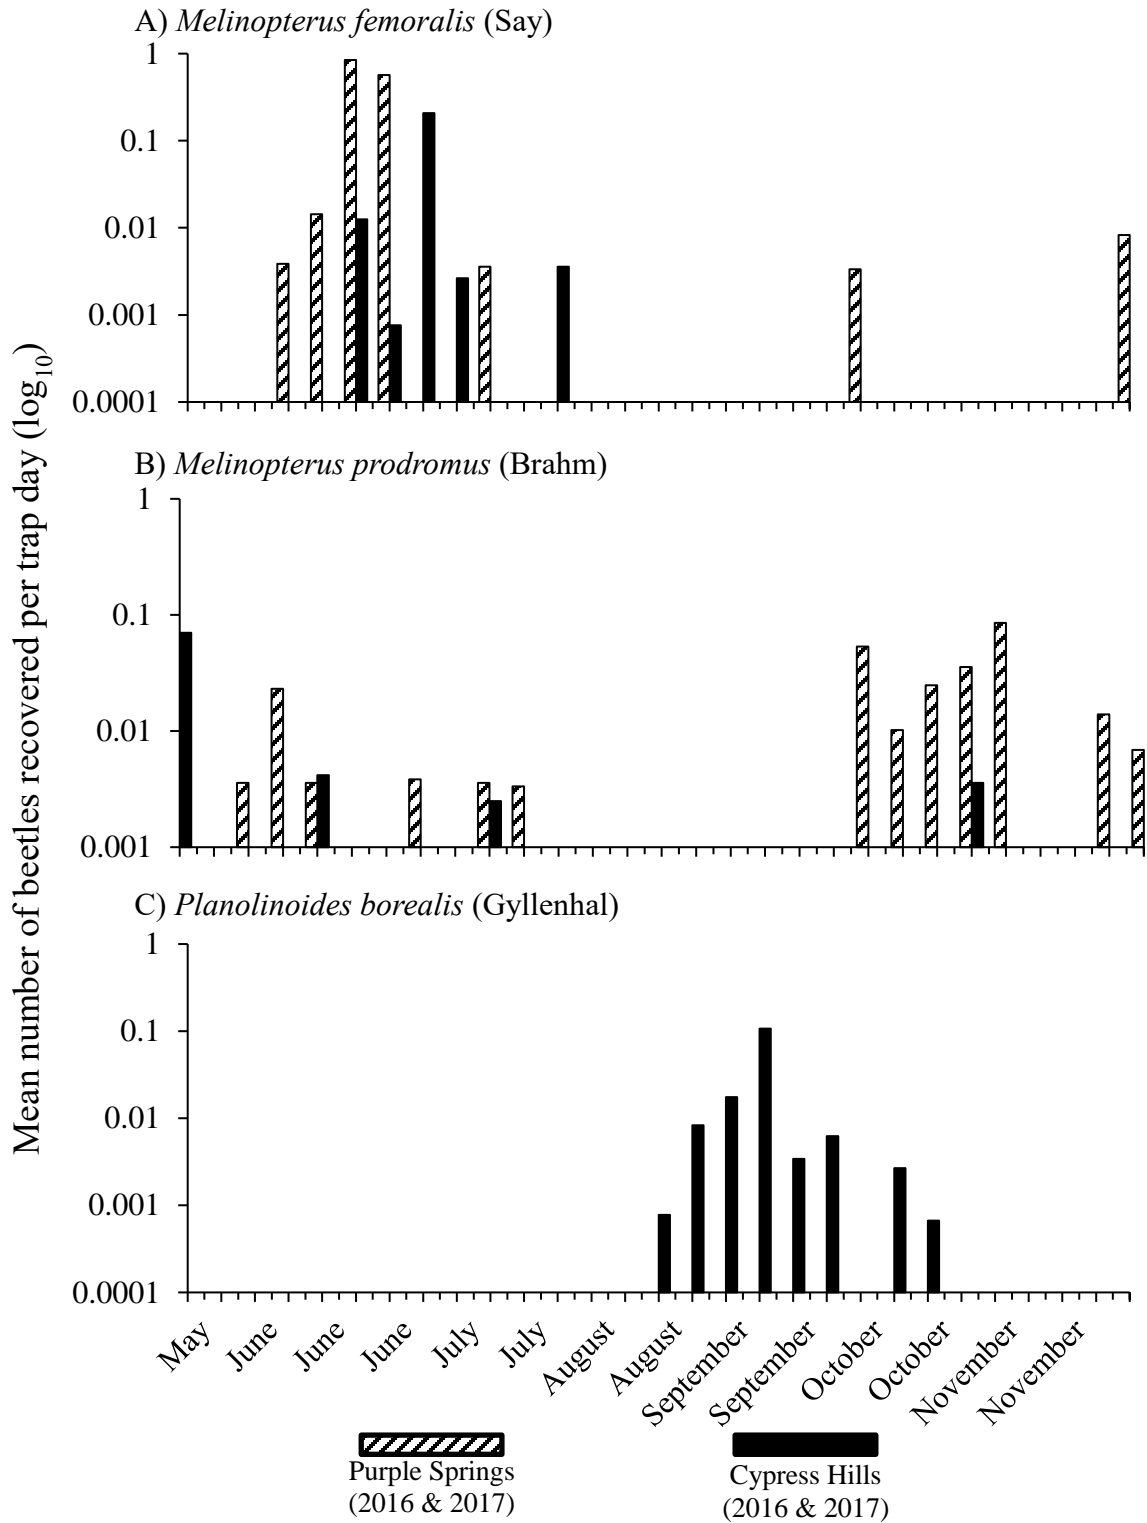 A) Melinopterus femoralis (Say)
1
0.1
0.01
0.001
0.0001
B) Melinopterus prodromus (Brahm)
1
0.1
0.01
0.001
C) Planolinoides borealis (Gyllenhal)
1
0.1
0.01
0.001
0.0001
Mean number of beetles recovered per trap day (log10)
May
June
June
June
July
July
August
August
September
September
October
October
November
November
Purple Springs
(2016 & 2017)
Cypress Hills
(2016 & 2017)